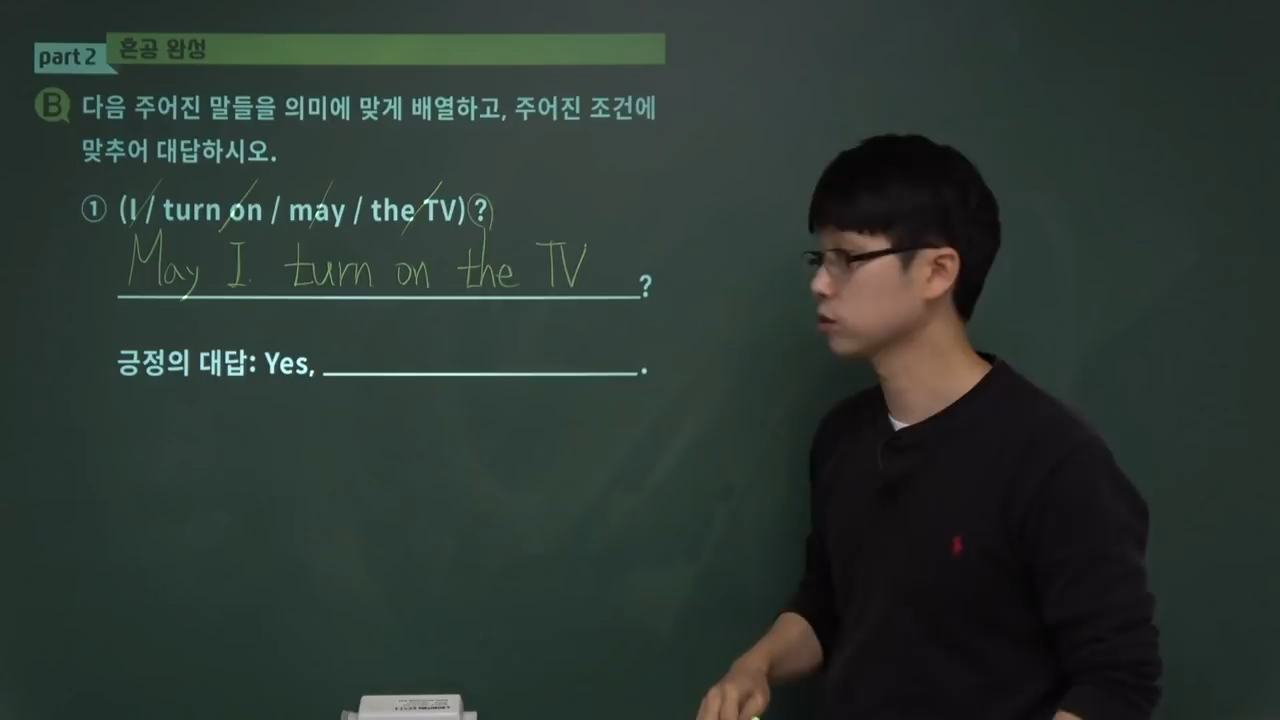 part 2 혼공 완성
B 다음 주어진 말들을 의미에 맞게 배열하고, 주어진 조건에
맞추어 대답하시오.
① (I / turn on / may / the TV) ?
May I turn on the TV ?
긍정의 대답: Yes, .